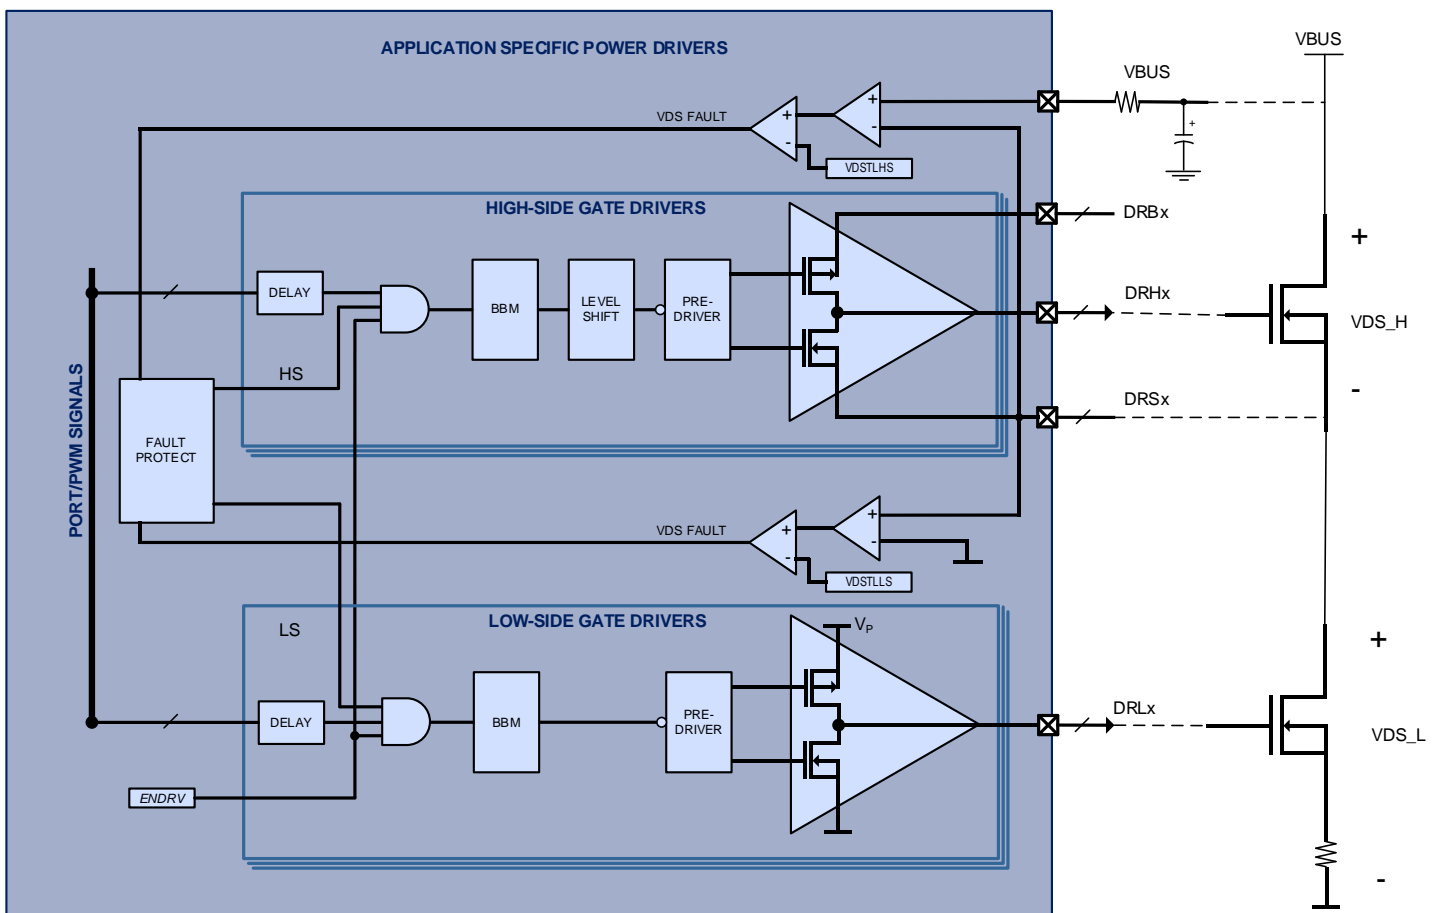 APPLICATION SPECIFIC POWER DRIVERS
VBUS
VBUS
+
-
+
-
+
VDS FAULT
VDSTLHS
HIGH-SIDE GATE DRIVERS
DRBx
+
DELAY
BBM
LEVEL
SHIFT
PRE-
DRIVER
DRHx
VDS_H
HS
-
DRSx
PORT/PWM SIGNALS
FAULT
PROTECT
+
-
+
-
VDS FAULT
VDSTLLS
LOW-SIDE GATE DRIVERS
LS
VP
+
DELAY
BBM
PRE-
DRIVER
DRLx
VDS_L
ENDRV
-